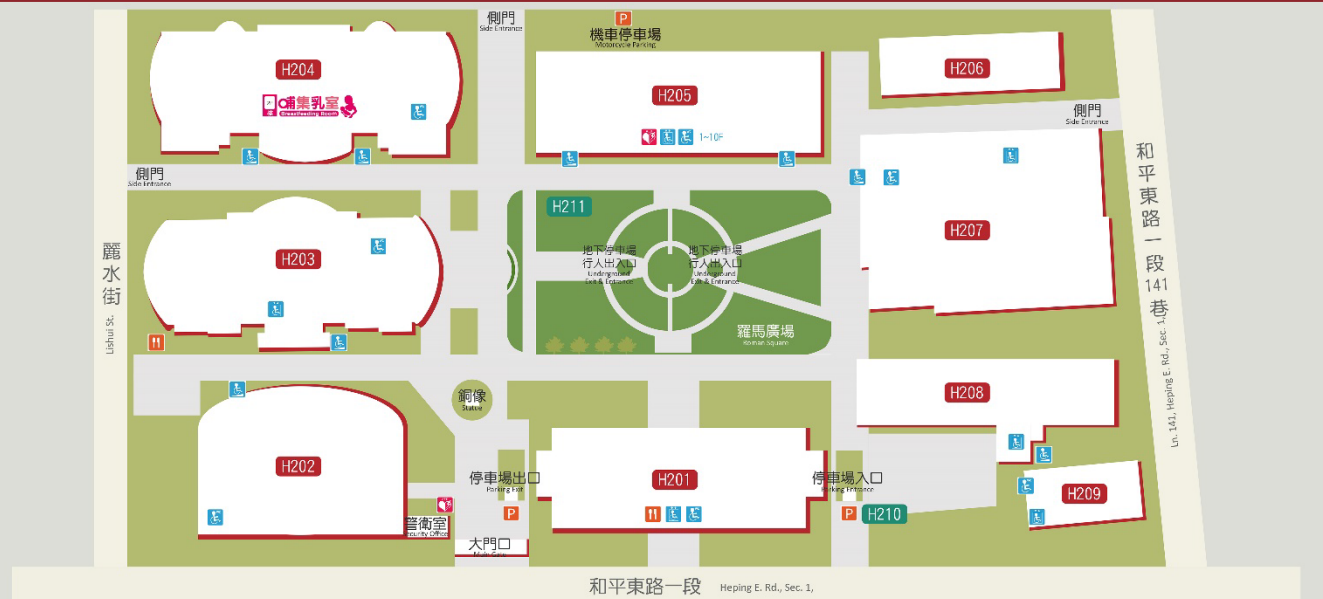 側門
Side Entrance
P
機車停車場
Motorcycle Parking
H204
哺集乳室
Breastfeeding Room
H205
1~10F
H206
側門
Side Entrance
側門
Side Entrance
H211
地下停車場
行人出入口
Underground
Exit & Entrance
地下停車場
行人出入口
Underground
Exit & Entrance
羅馬廣場
Roman Square
H207
H203
麗水街
Lishui St.
和平東路一段141巷
Ln. 141, Heping E. Rd., Sec. 1,
銅像
Statue
H208
H202
停車場出口
Parking Exit
P
H201
停車場入口
Parking Entrance
P
H210
H209
警衛室
Security Office
大門口
Main Gate
和平東路一段 Heping E. Rd., Sec. 1,